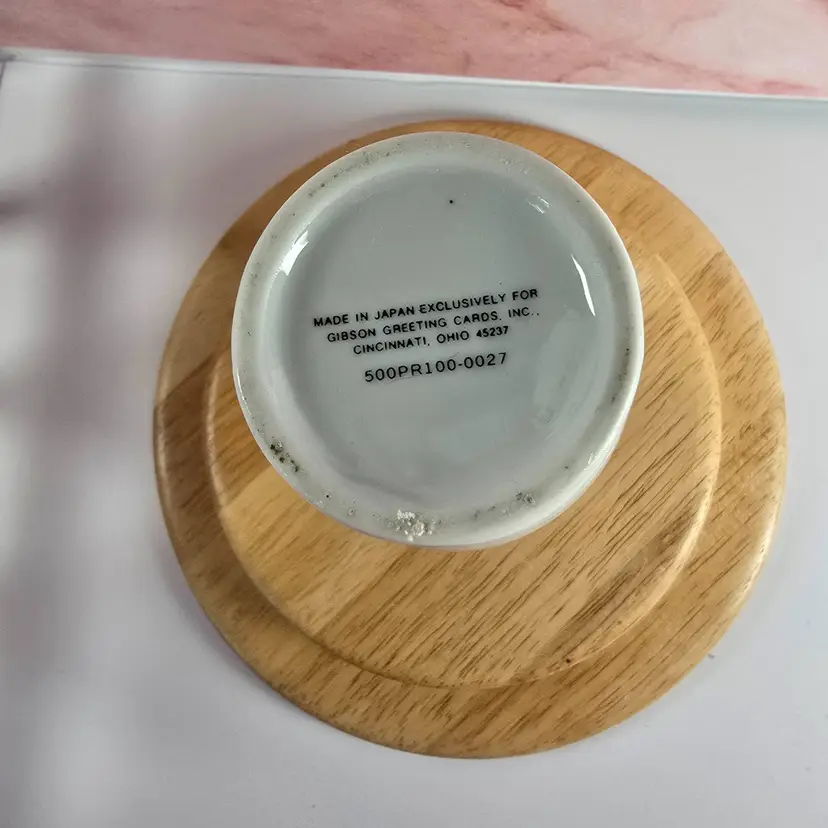 MADE IN JAPAN EXCLUSIVELY FOR
GIBSON GREETING CARDS, INC.,
CINCINNATI, OHIO 45237
500PR100-0027